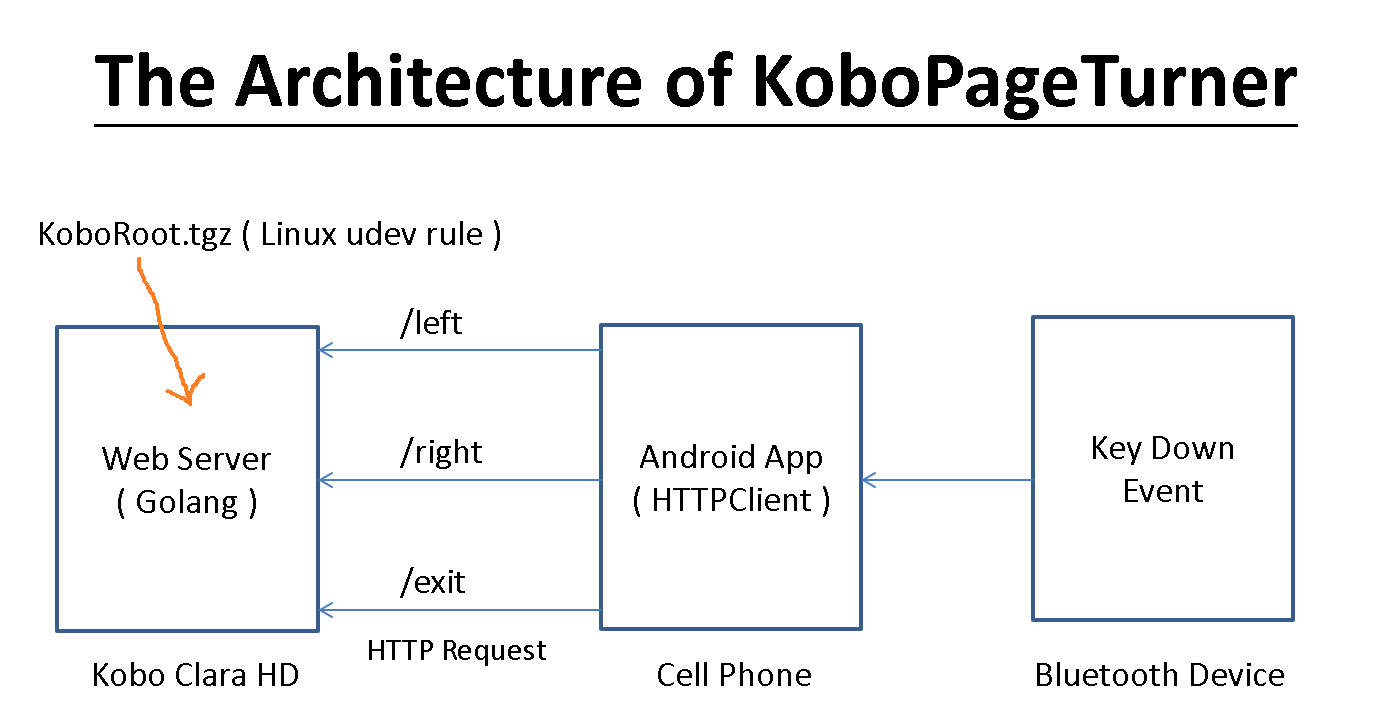 The Architecture of KoboPageTurner
KoboRoot.tgz ( Linux udev rule )
/left
/right
/exit
HTTP Request
Web Server
( Golang )
Kobo Clara HD
Android App
( HTTPClient )
Cell Phone
Key Down
Event
Bluetooth Device